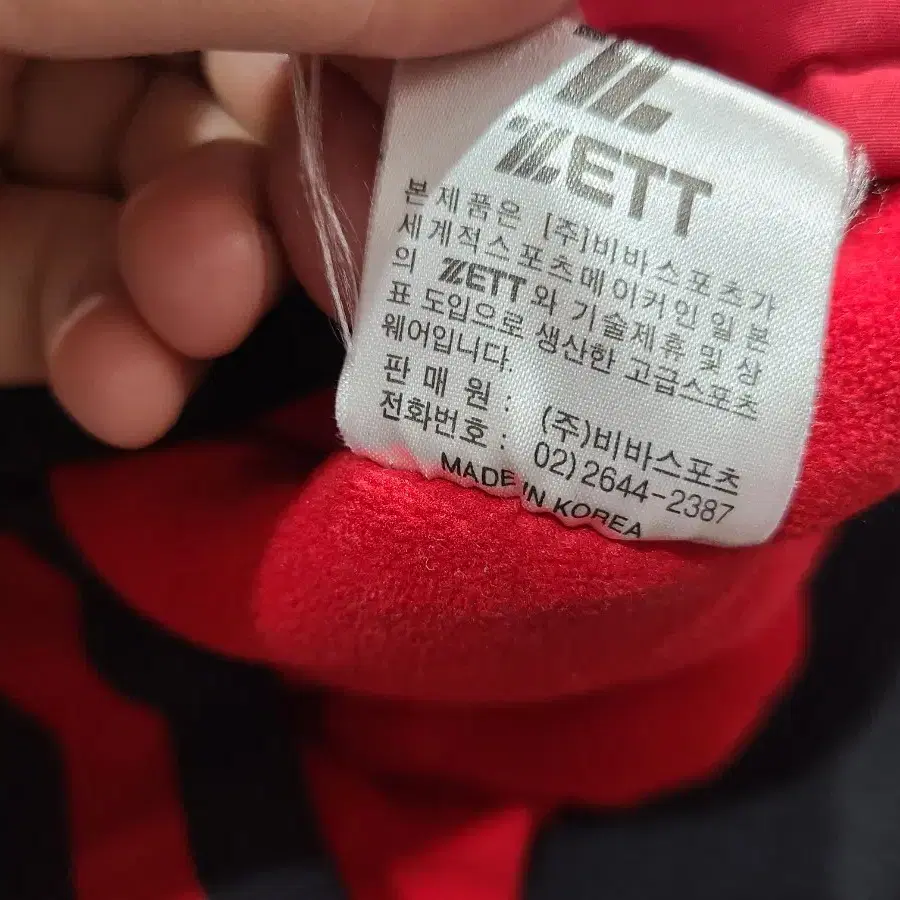 ZETT
본 제품은 [주]비바스포츠가
세계적스포츠메이커인 일본
의 ZETT와 기술제휴 및 상
표 도입으로 생산한 고급스포츠
웨어입니다.
판 매 원 : (주)비바스포츠
전화번호 : 02)2644-2387
MADE IN KOREA